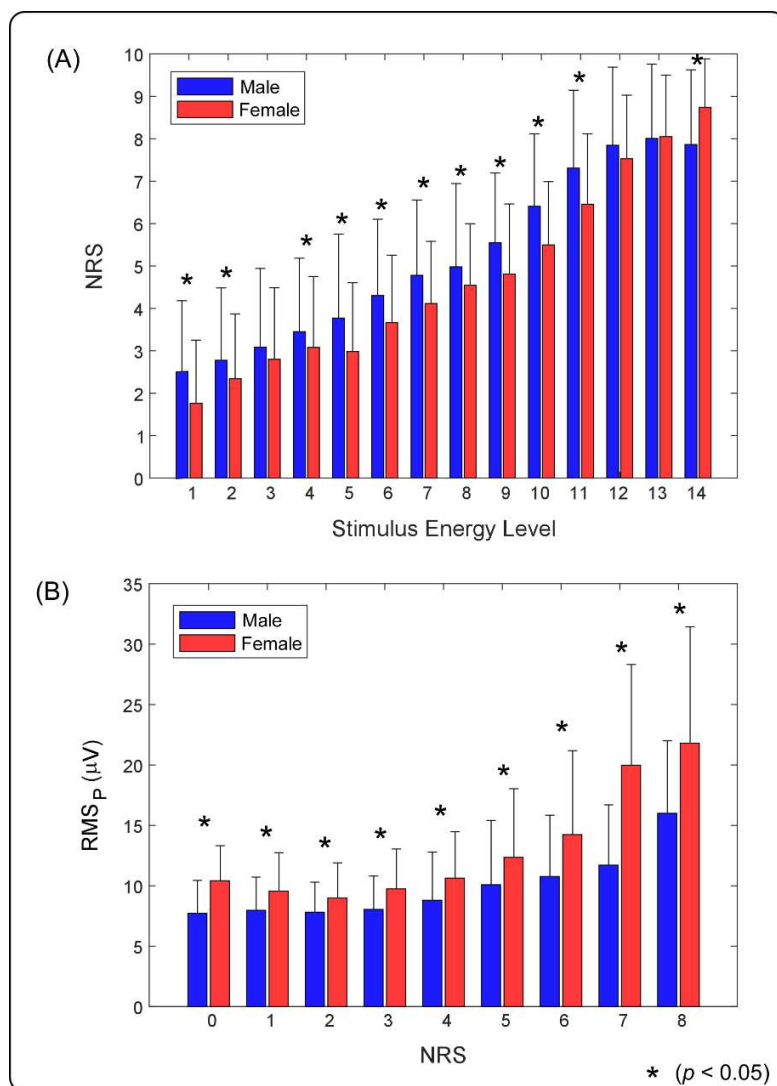 (A)
10
9
8
7
6
5
4
3
2
1
0
NRS
Male
Female
* * * * * * * * * * * *
1 2 3 4 5 6 7 8 9 10 11 12 13 14
Stimulus Energy Level
(B)
35
30
25
20
15
10
5
0
RMS_P (μV)
Male
Female
* * * * * * * * *
0 1 2 3 4 5 6 7 8
NRS
* (p < 0.05)